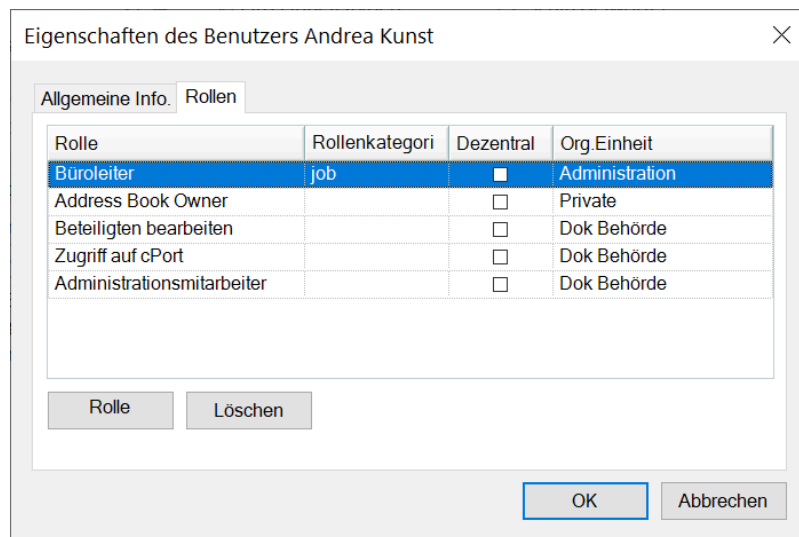 Eigenschaften des Benutzers Andrea Kunst
Allgemeine Info. Rollen
Rolle Rollenkategori Dezentral Org.Einheit
Büroleiter job Administration
Address Book Owner Private
Beteiligten bearbeiten Dok Behörde
Zugriff auf cPort Dok Behörde
Administrationsmitarbeiter Dok Behörde
Rolle Löschen
OK Abbrechen